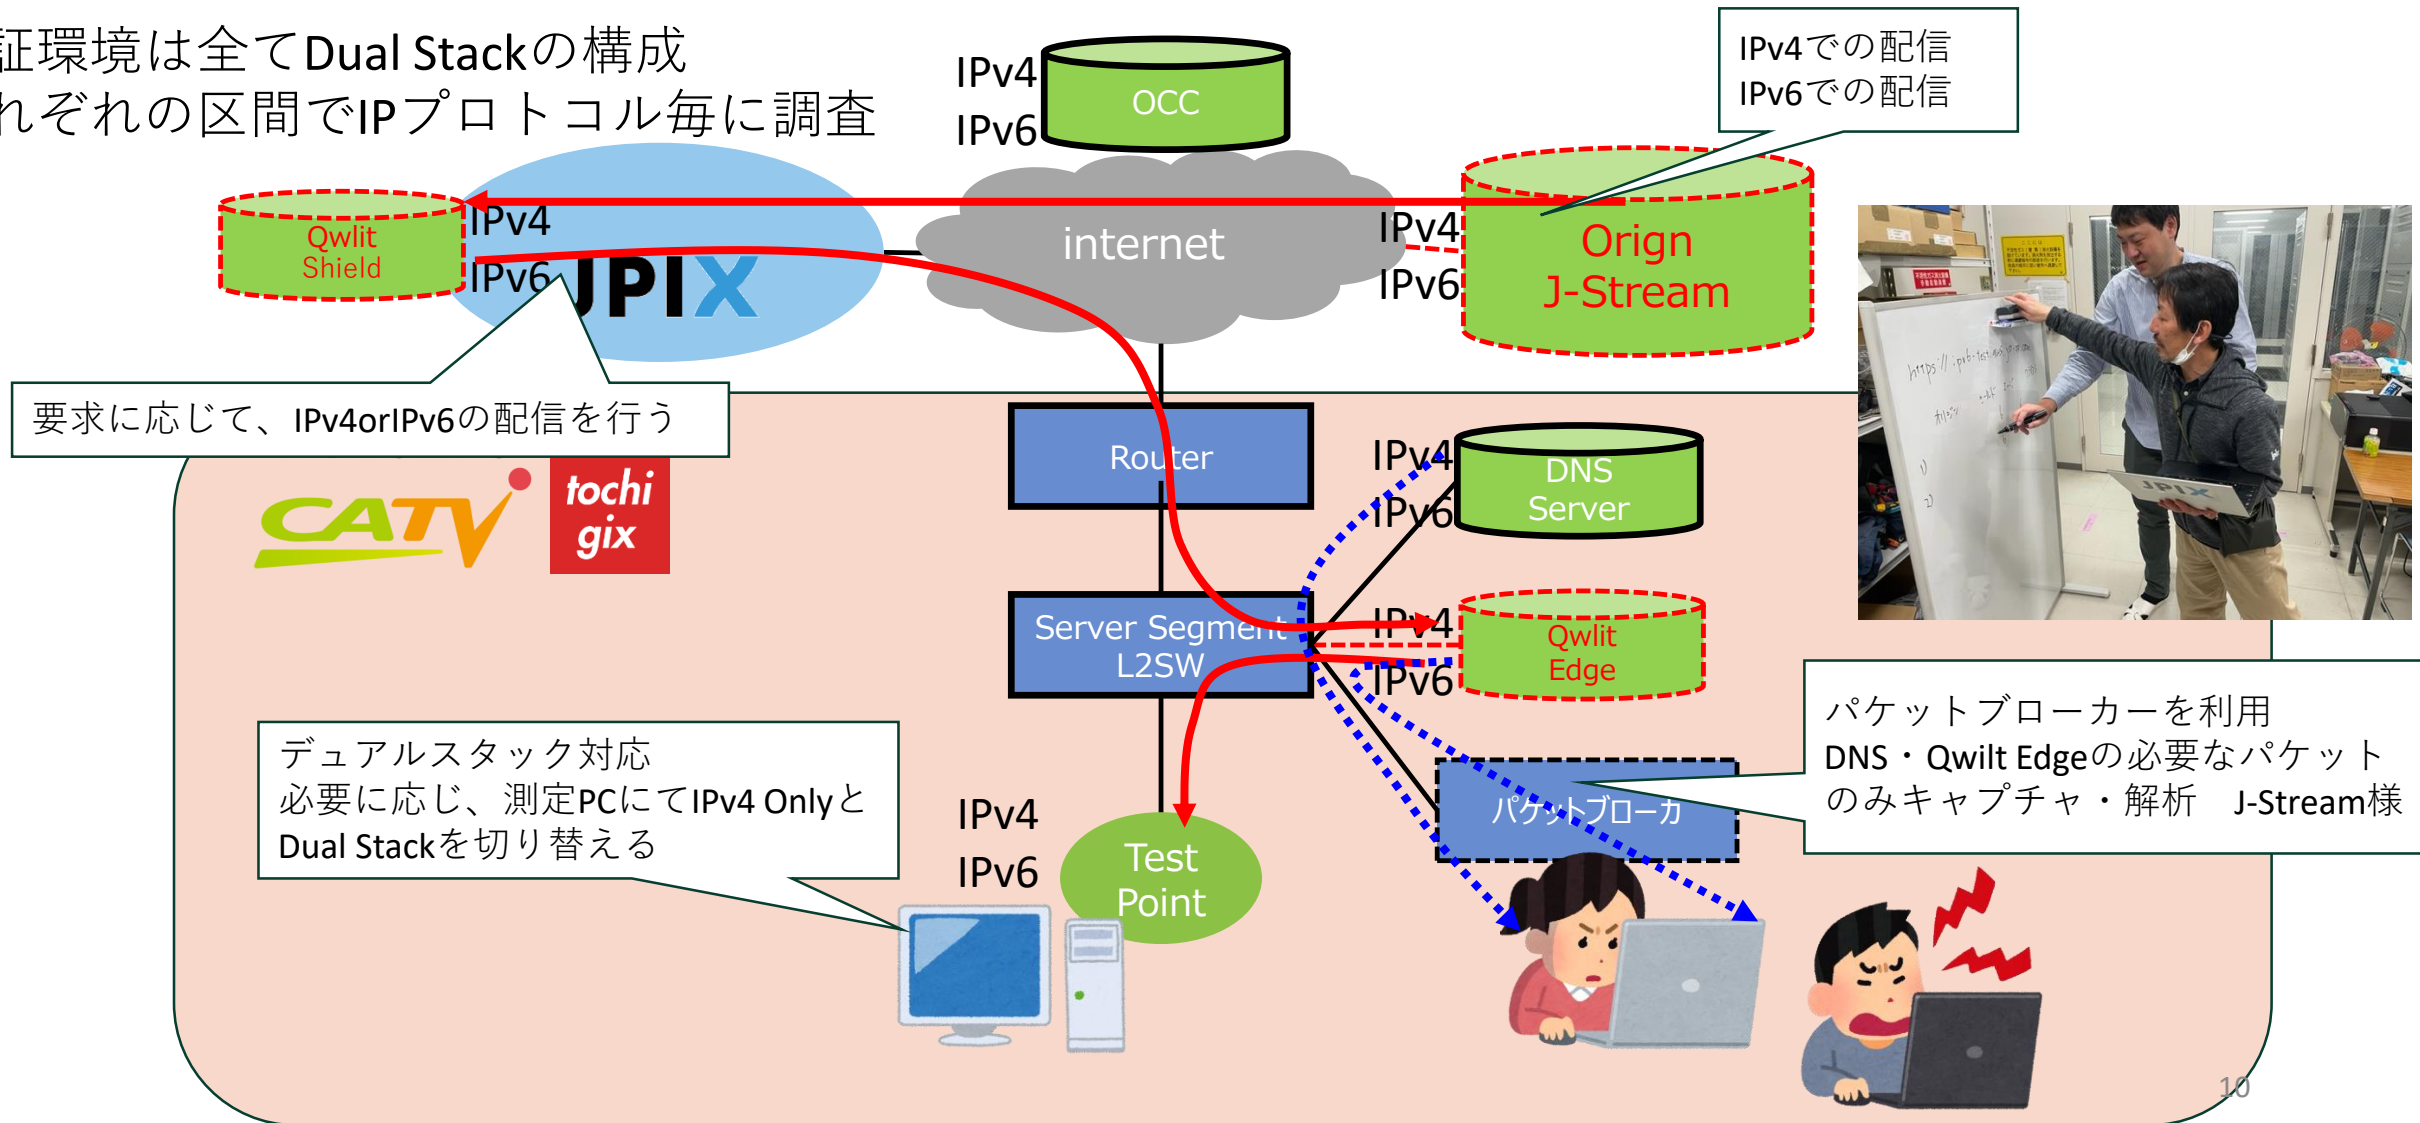 証環境は全てDual Stackの構成
れぞれの区間でIPプロトコル毎に調査
IPv4
IPv6
OCC
IPv4での配信
IPv6での配信
Qwlit
Shield
IPv4
IPv6
JPIX
internet
IPv4
IPv6
Orign
J-Stream
要求に応じて、IPv4orIPv6の配信を行う
CATV
tochi
gix
Router
IPv4
IPv6
DNS
Server
Server Segment
L2SW
IPv4
IPv6
Qwlit
Edge
デュアルスタック対応
必要に応じ、測定PCにてIPv4 Onlyと
Dual Stackを切り替える
IPv4
IPv6
Test
Point
パケットブローカ
パケットブローカーを利用
DNS・Qwilt Edgeの必要なパケット
のみキャプチャ・解析　J-Stream様
https://
1)
2)
JPIX
10